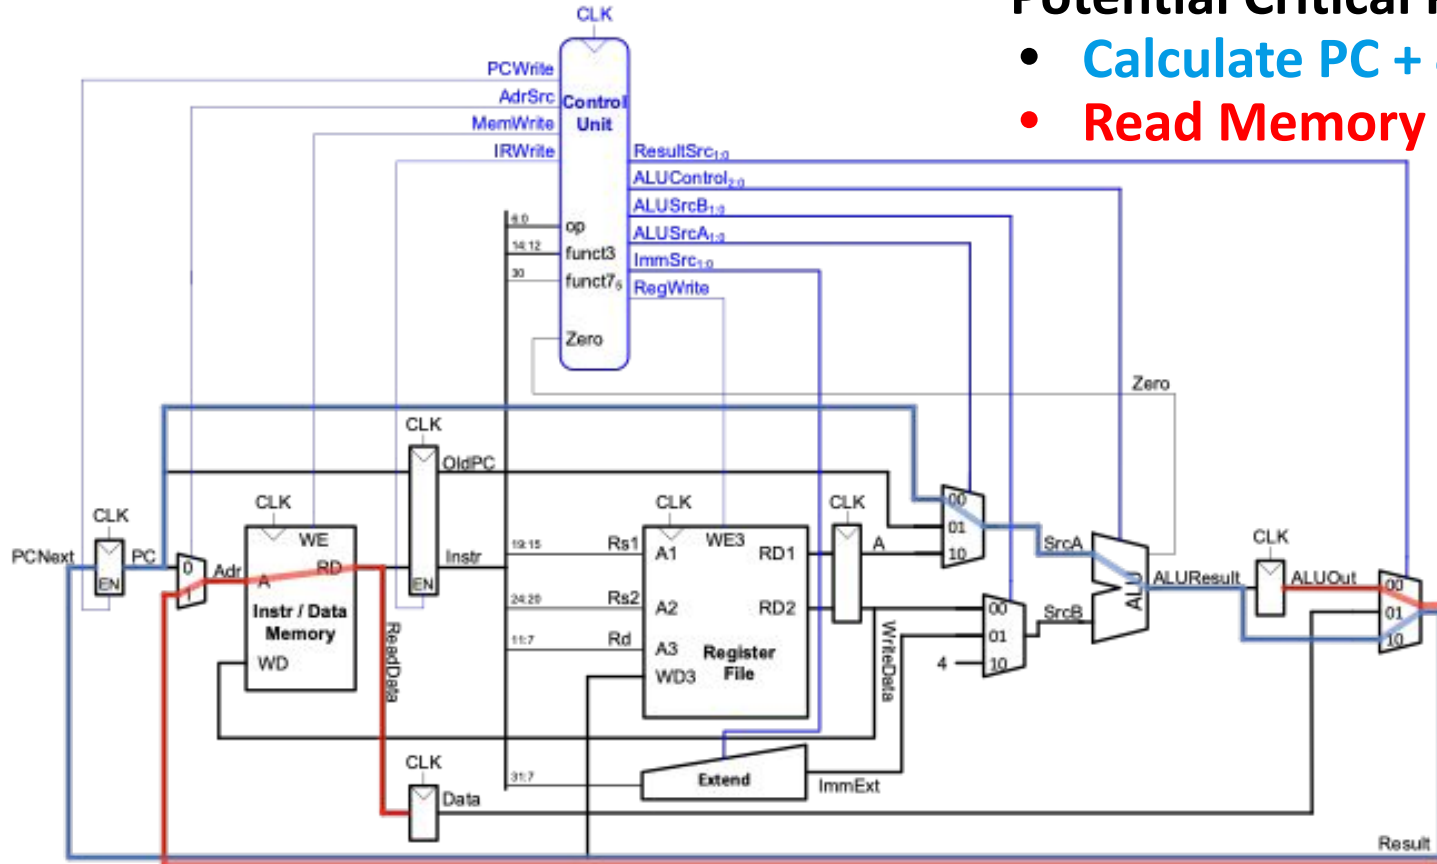 Potential Critical
• Calculate PC +
• Read Memory
CLK
PCWrite
AdrSrc
MemWrite
IRWrite
Control
Unit
ResultSrc1:0
ALUControl2:0
ALUSrcB1:0
ALUSrcA1:0
ImmSrc1:0
RegWrite
6:0
op
14:12
funct3
30
funct75
Zero
Zero
CLK
OldPC
CLK
WE
CLK
PCNext
EN
PC
0
1
Adr
A
RD
Instr / Data
Memory
WD
ReadData
EN
Instr
CLK
Data
19:15
Rs1
24:20
Rs2
11:7
Rd
31:7
CLK
A1
WE3
RD1
A2
RD2
A3
WD3
Register
File
Extend
ImmExt
CLK
A
WriteData
00
01
10
00
01
10
4
SrcA
SrcB
ALU
ALUResult
CLK
ALUOut
00
01
10
Result